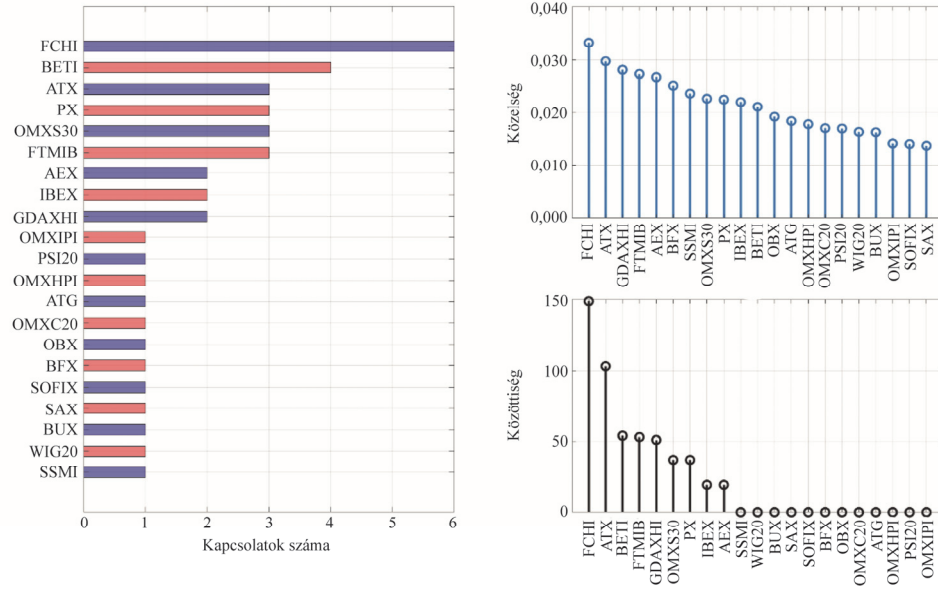 FCHI
BETI
ATX
PX
OMXS30
FTMIB
AEX
IBEX
GDAXHI
OMXIPI
PSI20
OMXHPI
ATG
OMXC20
OBX
BFX
SOFIX
SAX
BUX
WIG20
SSMI
0 1 2 3 4 5 6
Kapcsolatok száma
0,040
0,030
0,020
0,010
0,000
Közelség
FCHI ATX GDAXHI FTMIB AEX BFX SSMI OMXS30 PX IBEX BETI OBX ATG OMXHPI OMXC20 PSI20 WIG20 BUX OMXIPI SOFIX SAX
150
100
50
0
Közöttiség
FCHI ATX BETI FTMIB GDAXHI OMXS30 PX IBEX AEX SSMI WIG20 BUX SAX SOFIX BFX OBX OMXC20 ATG OMXHPI PSI20 OMXIPI